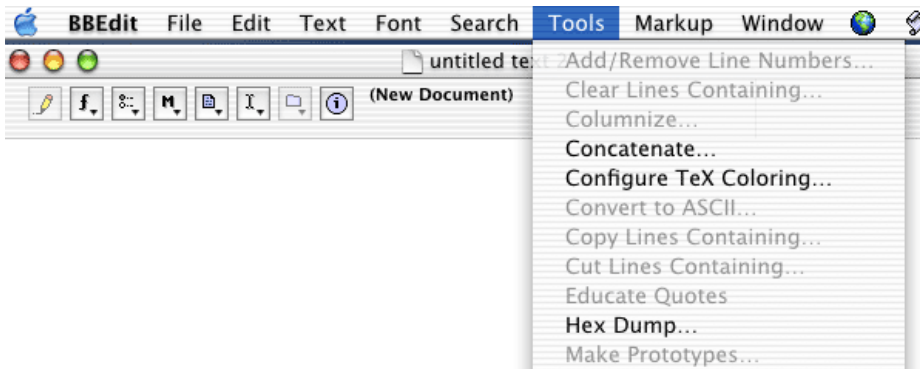 BBEdit File Edit Text Font Search Tools Markup Window
untitled te
(New Document)
Add/Remove Line Numbers...
Clear Lines Containing...
Columnize...
Concatenate...
Configure TeX Coloring...
Convert to ASCII...
Copy Lines Containing...
Cut Lines Containing...
Educate Quotes
Hex Dump...
Make Prototypes...